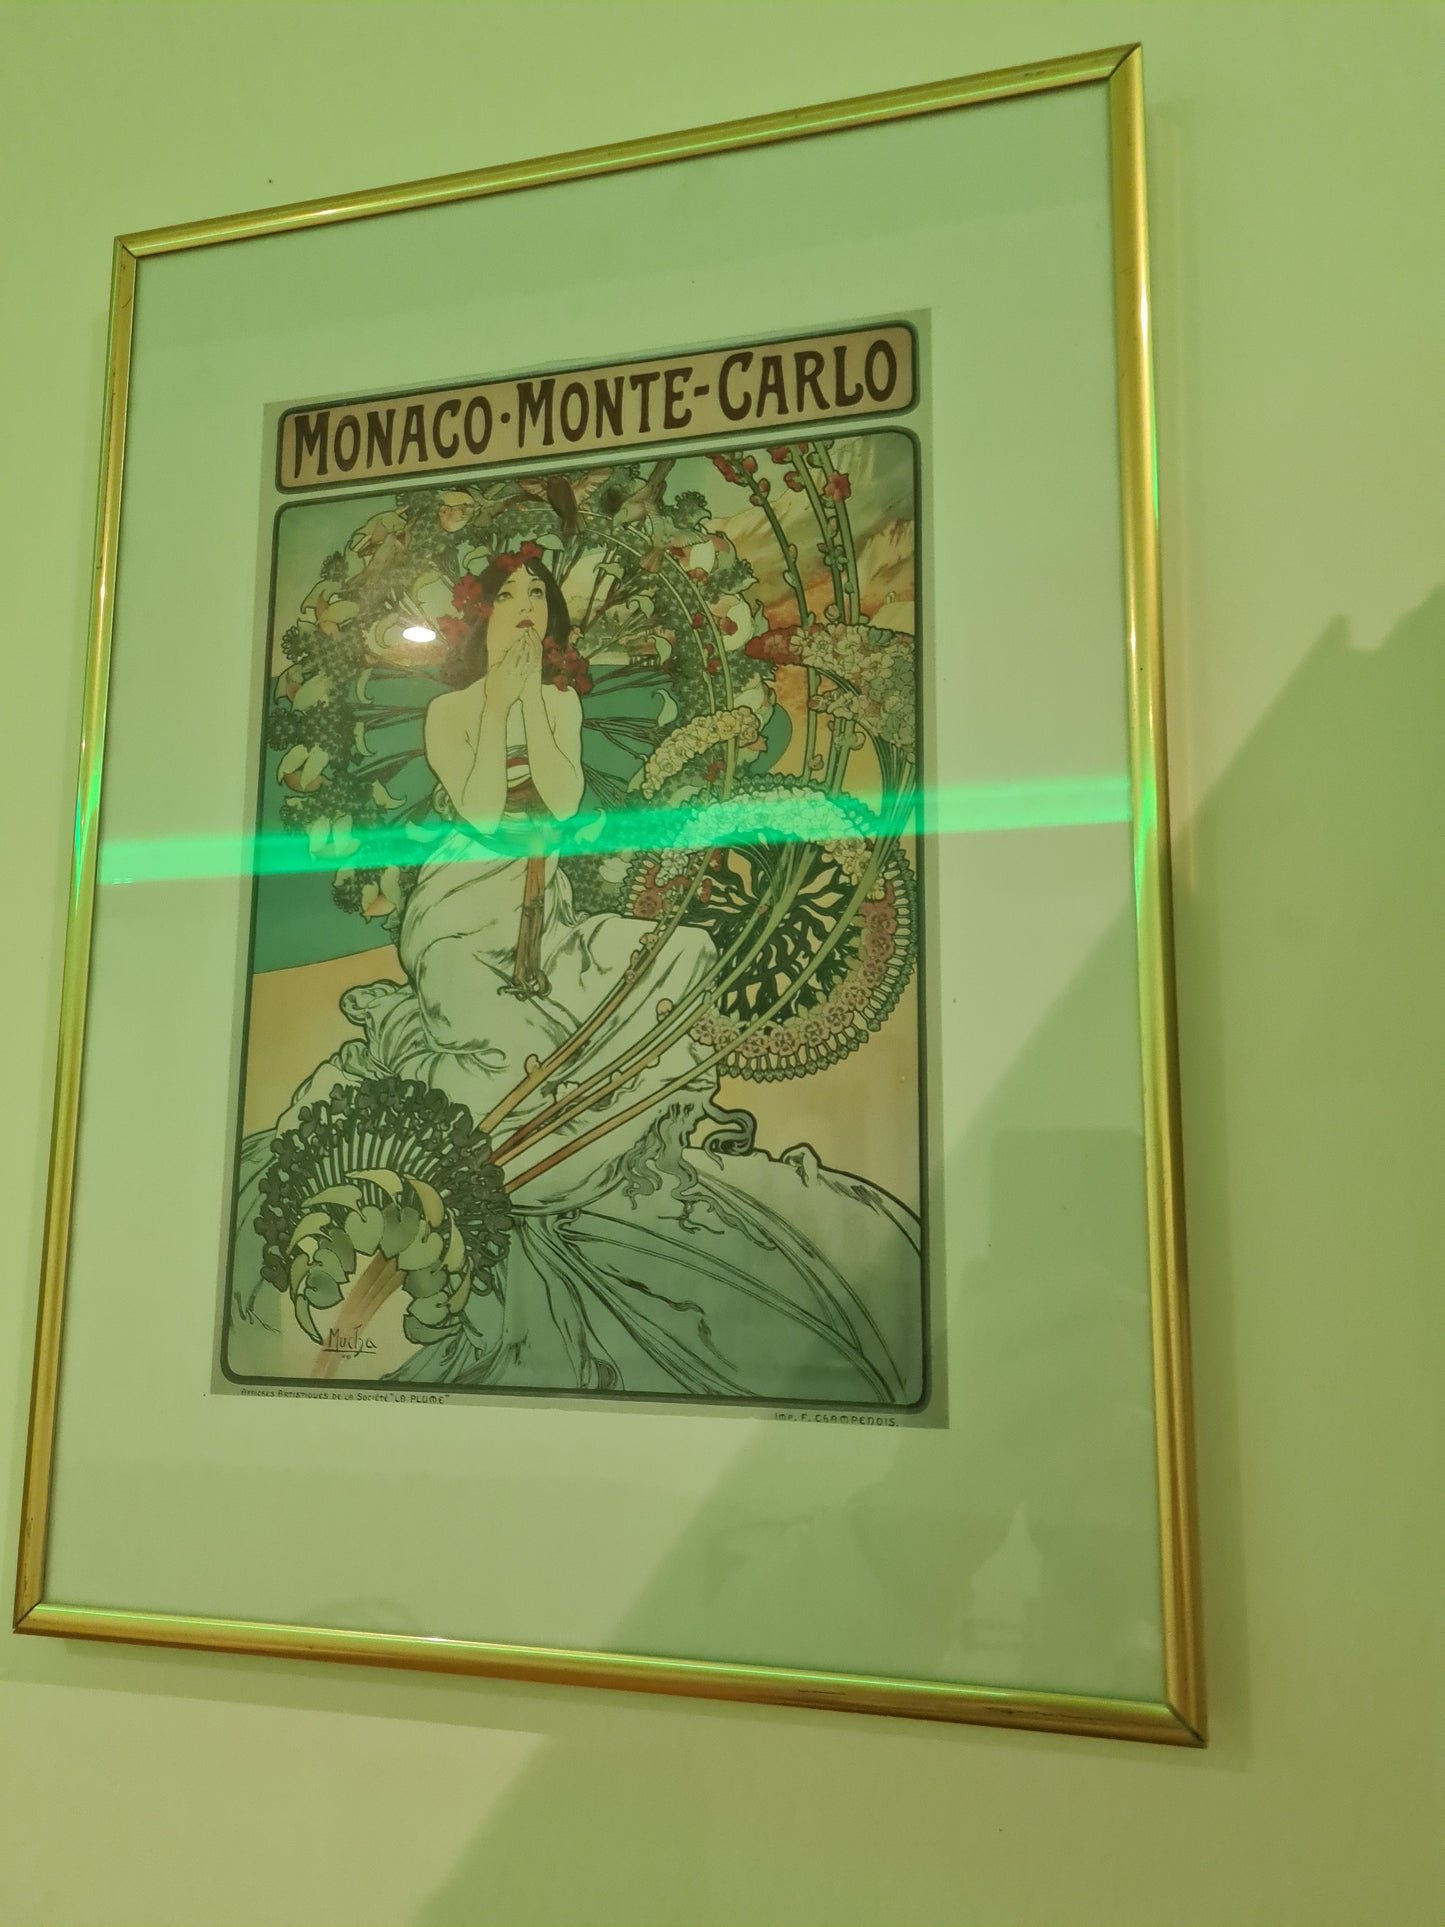 MONACO·MONTE-CARLO
Mucha
AFFICHES ARTISTIQUES DE LA SOCIÉTÉ "LA PLUME"
IMP. F. CHAMPENOIS.